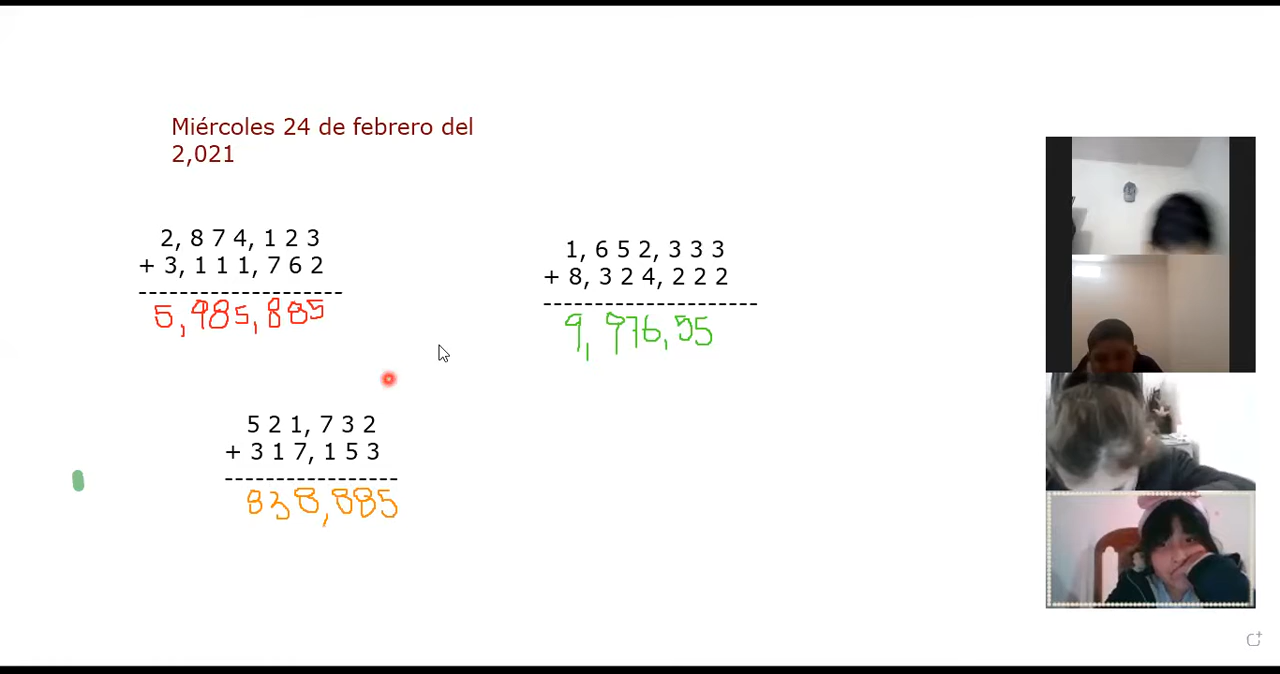 Miércoles 24 de febrero del
2,021
2, 8 7 4, 1 2 3
+ 3, 1 1 1, 7 6 2
-------------------
5,985,885
1, 6 5 2, 3 3 3
+ 8, 3 2 4, 2 2 2
--------------------
9,976,55
5 2 1, 7 3 2
+ 3 1 7, 1 5 3
-----------------
838,885